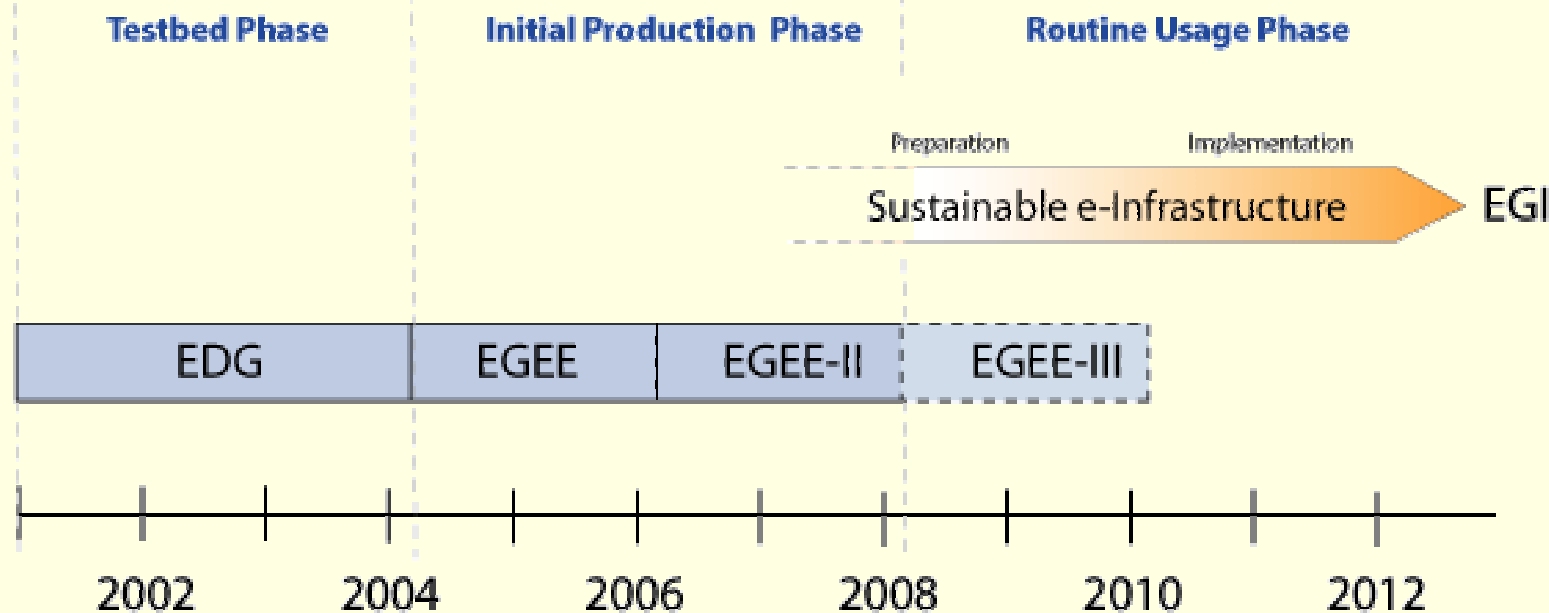 Testbed Phase
Initial Production Phase
Routine Usage Phase
Preparation
Implementation
Sustainable e-Infrastructure
EGI
EDG
EGEE
EGEE-II
EGEE-III
2002
2004
2006
2008
2010
2012